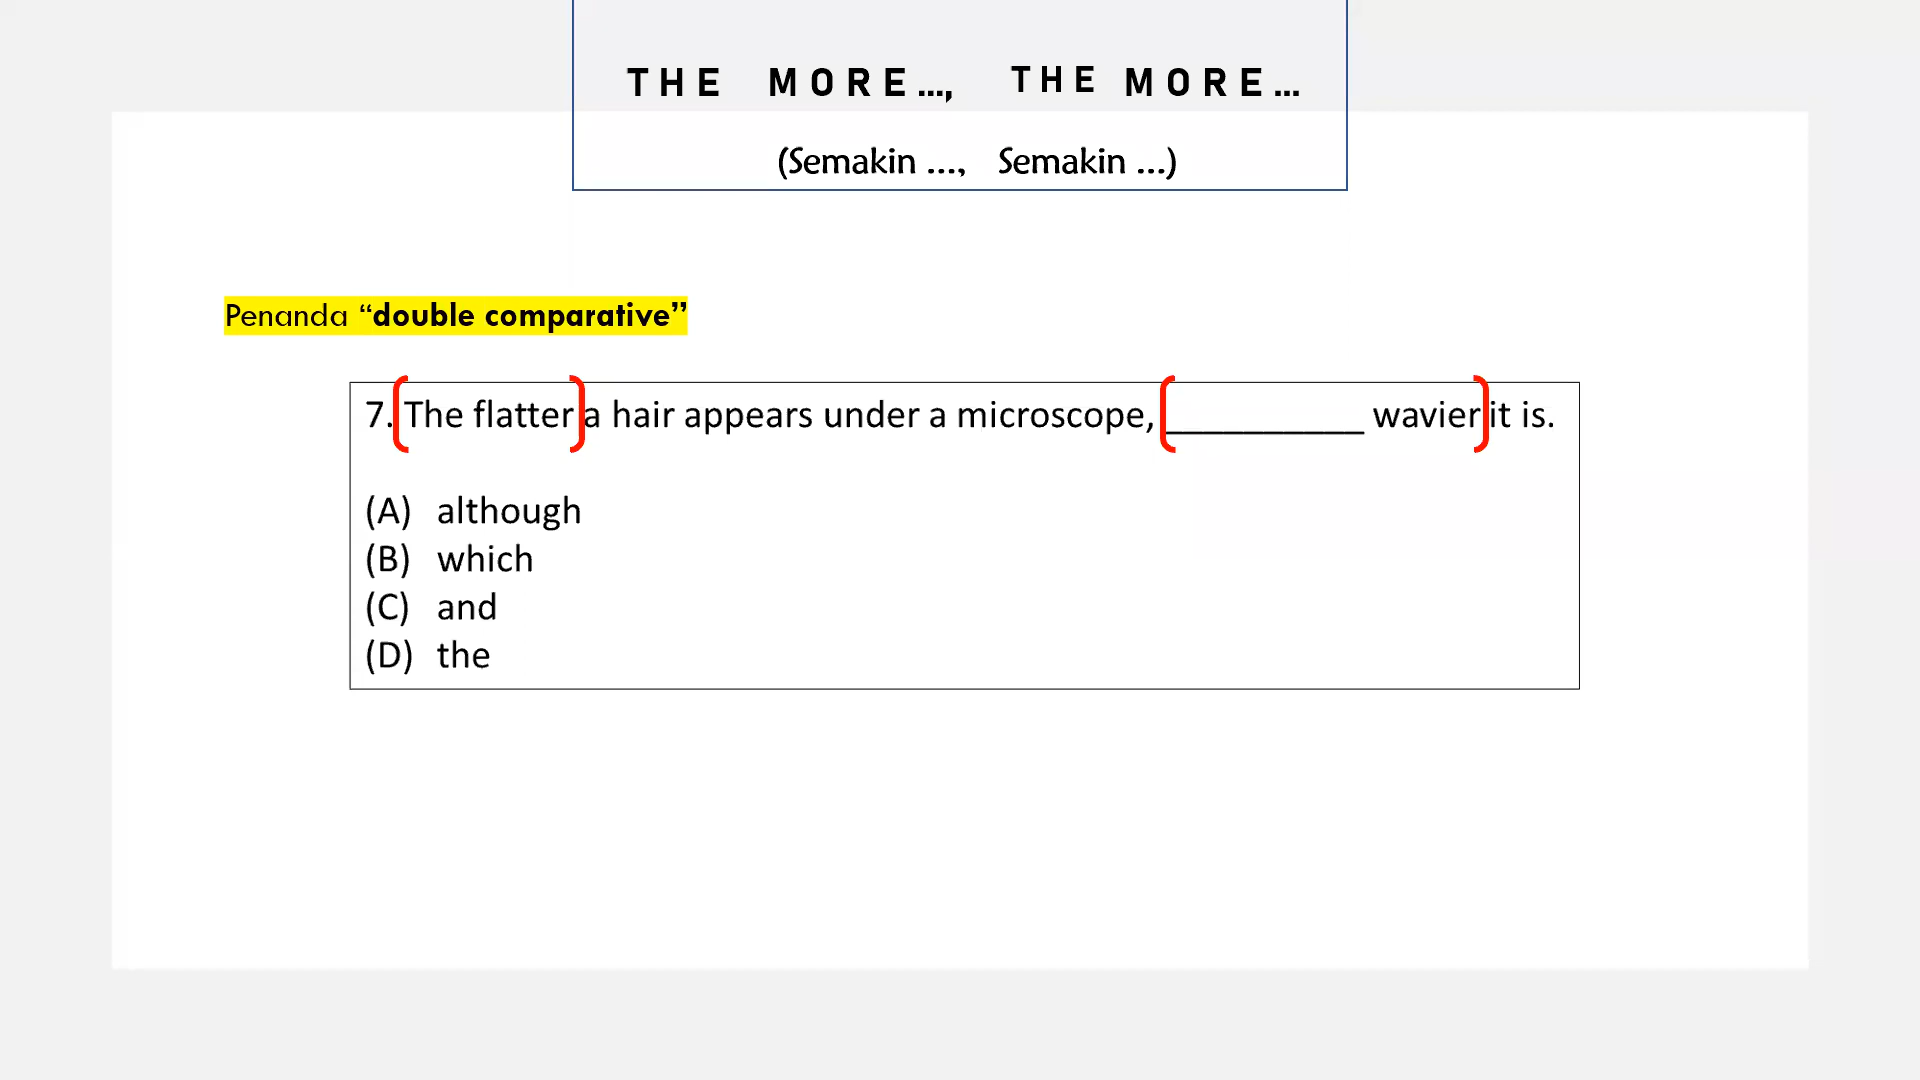 THE MORE..., THE MORE...
(Semakin ..., Semakin ...)
Penanda “double comparative”
7. The flatter a hair appears under a microscope, __________ wavier it is.
(A) although
(B) which
(C) and
(D) the